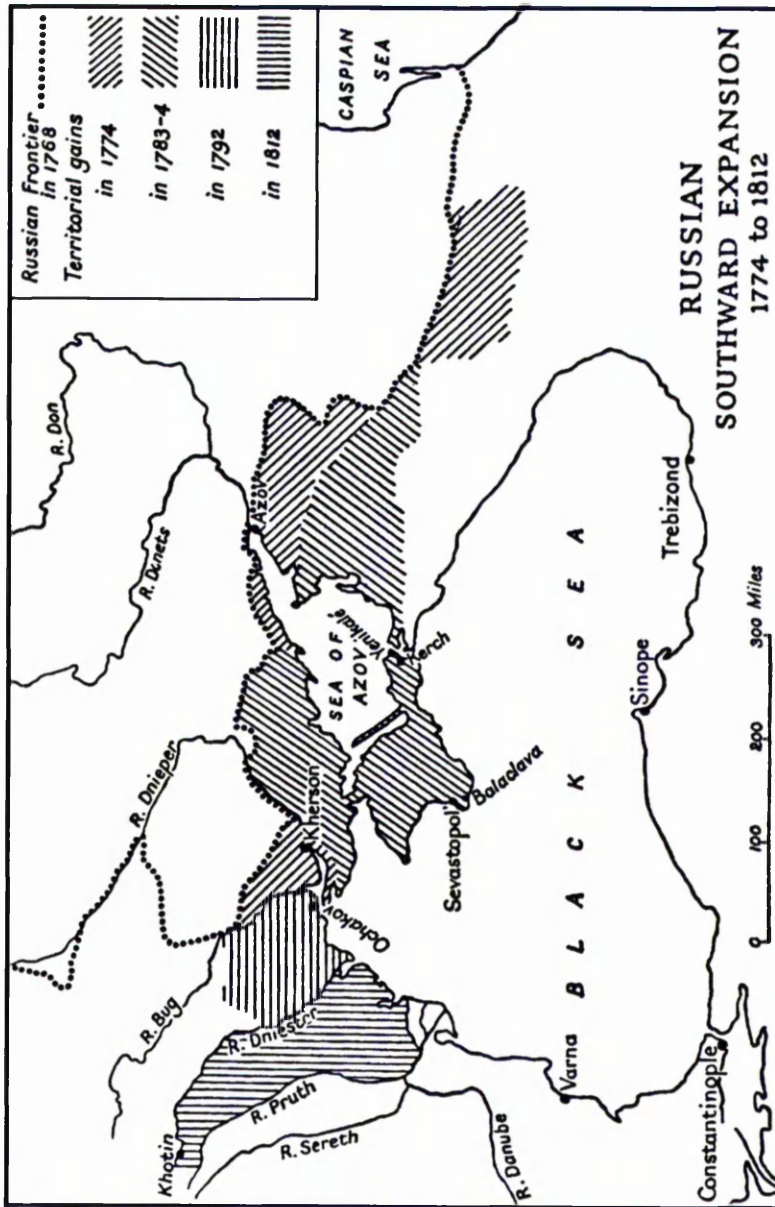 Russian Frontier
in 1768
Territorial gains
in 1774
in 1783-4
in 1792
in 1812
CASPIAN
SEA
R. Don
R. Donets
R. Dnieper
R. Bug
R. Dniester
R. Pruth
R. Sereth
R. Danube
Khotin
Ochakov
Kherson
Azov
SEA OF
AZOV
Yenikale
Kerch
Sevastopol'
Balaclava
BLACK SEA
Varna
Constantinople
Sinope
Trebizond
0 100 200 300 Miles
RUSSIAN
SOUTHWARD EXPANSION
1774 to 1812